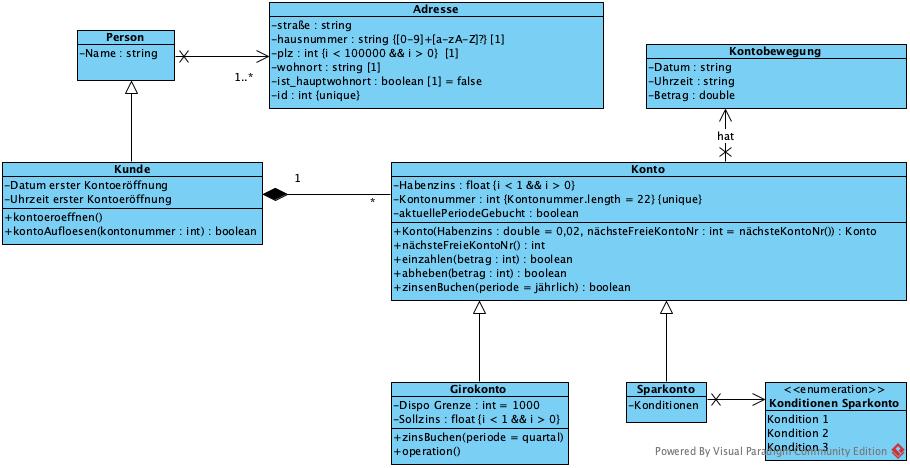 Adresse
-straße : string
-hausnummer : string {[0-9]+[a-zA-Z]?} [1]
-plz : int {i < 100000 && i > 0}  [1]
-wohnort : string [1]
-ist_hauptwohnort : boolean [1] = false
-id : int {unique}
Person
-Name : string
1..*
Kontobewegung
-Datum : string
-Uhrzeit : string
-Betrag : double
hat
Kunde
-Datum erster Kontoeröffnung
-Uhrzeit erster Kontoeröffnung
+kontoeroeffnen()
+kontoAufloesen(kontonummer : int) : boolean
1
*
Konto
-Habenzins : float {i < 1 && i > 0}
-Kontonummer : int {Kontonummer.length = 22} {unique}
-aktuellePeriodeGebucht : boolean
+Konto(Habenzins : double = 0,02, nächsteFreieKontoNr : int = nächsteKontoNr()) : Konto
+nächsteFreieKontoNr() : int
+einzahlen(betrag : int) : boolean
+abheben(betrag : int) : boolean
+zinsenBuchen(periode = jährlich) : boolean
Girokonto
-Dispo Grenze : int = 1000
-Sollzins : float {i < 1 && i > 0}
+zinsBuchen(periode = quartal)
+operation()
Sparkonto
-Konditionen
<<enumeration>>
Konditionen Sparkonto
Kondition 1
Kondition 2
Kondition 3
Powered By Visual Paradigm Community Edition